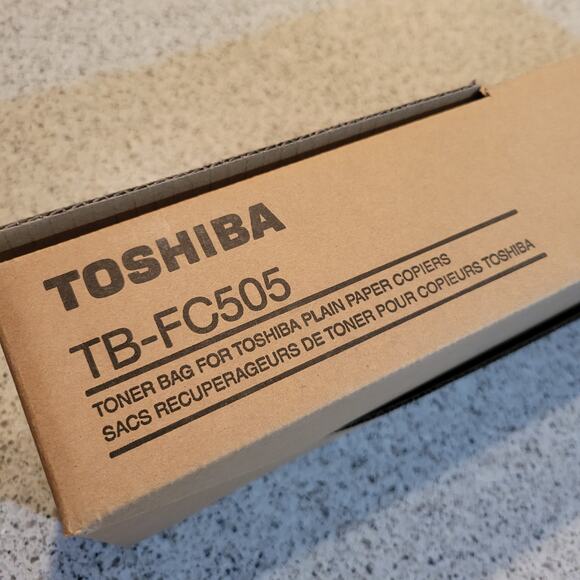 TOSHIBA
TB-FC505
TONER BAG FOR TOSHIBA PLAIN PAPER COPIERS
SACS RECUPERAGEURS DE TONER POUR COPIEURS TOSHIBA